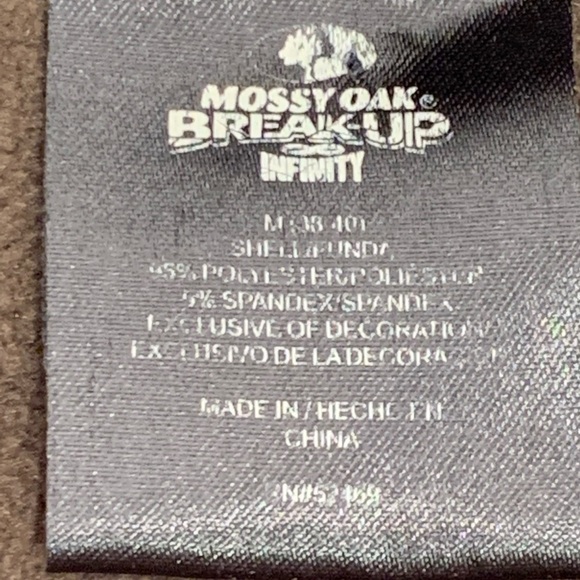 MOSSY OAK®
BREAK-UP
INFINITY
M (38-40)
SHELL/FUNDA
95% POLYESTER/POLIÉSTER
5% SPANDEX/SPANDEX
EXCLUSIVE OF DECORATION
EXCLUSIVO DE LA DECORACION
MADE IN / HECHO EN
CHINA